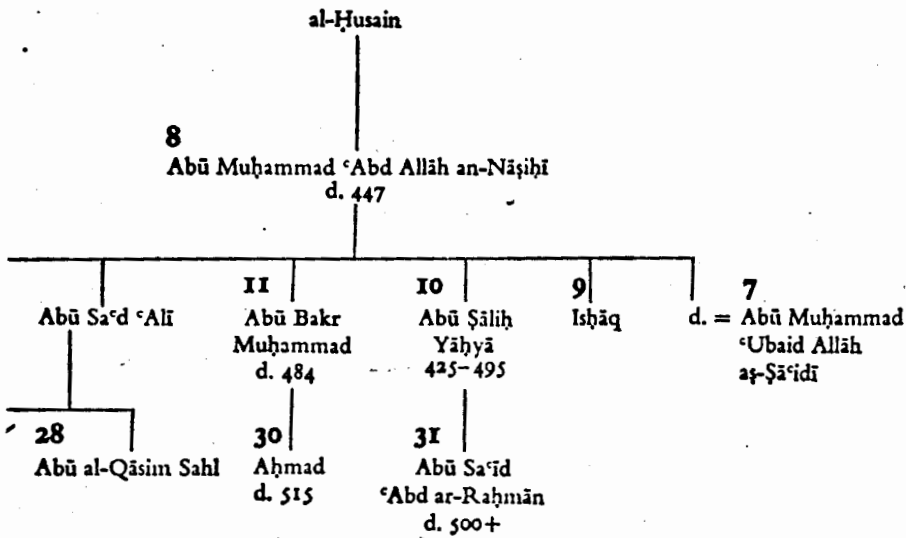 al-Ḥusain
8
Abū Muḥammad ʿAbd Allāh an-Nāṣiḥī
d. 447
Abū Saʿd ʿAlī
11
Abū Bakr
Muḥammad
d. 484
10
Abū Ṣāliḥ
Yāḥyā
425–495
9
Isḥāq
d. =
7
Abū Muḥammad
ʿUbaid Allāh
aṣ-Ṣāʿidī
28
Abū al-Qāsim Sahl
30
Aḥmad
d. 515
31
Abū Saʿīd
ʿAbd ar-Raḥmān
d. 500+